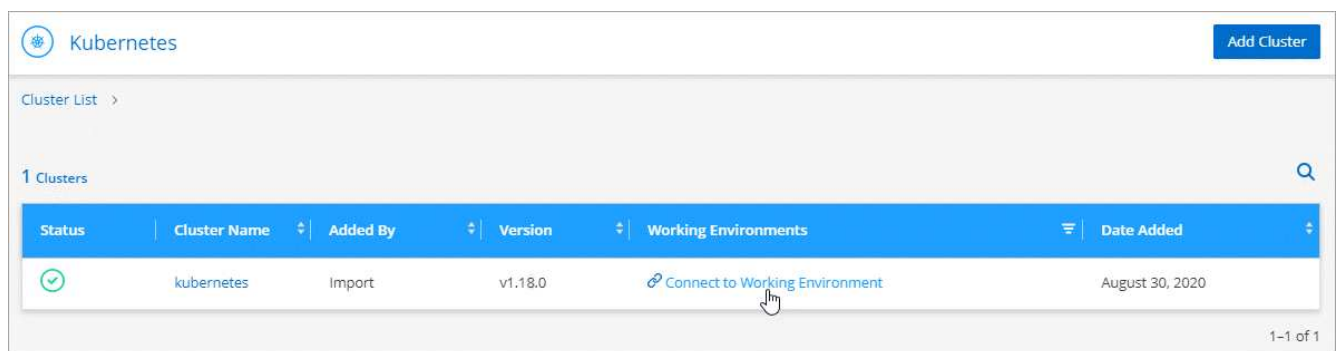 Kubernetes
Add Cluster
Cluster List >
1 Clusters
Status Cluster Name Added By Version Working Environments Date Added
kubernetes Import v1.18.0 Connect to Working Environment August 30, 2020
1–1 of 1